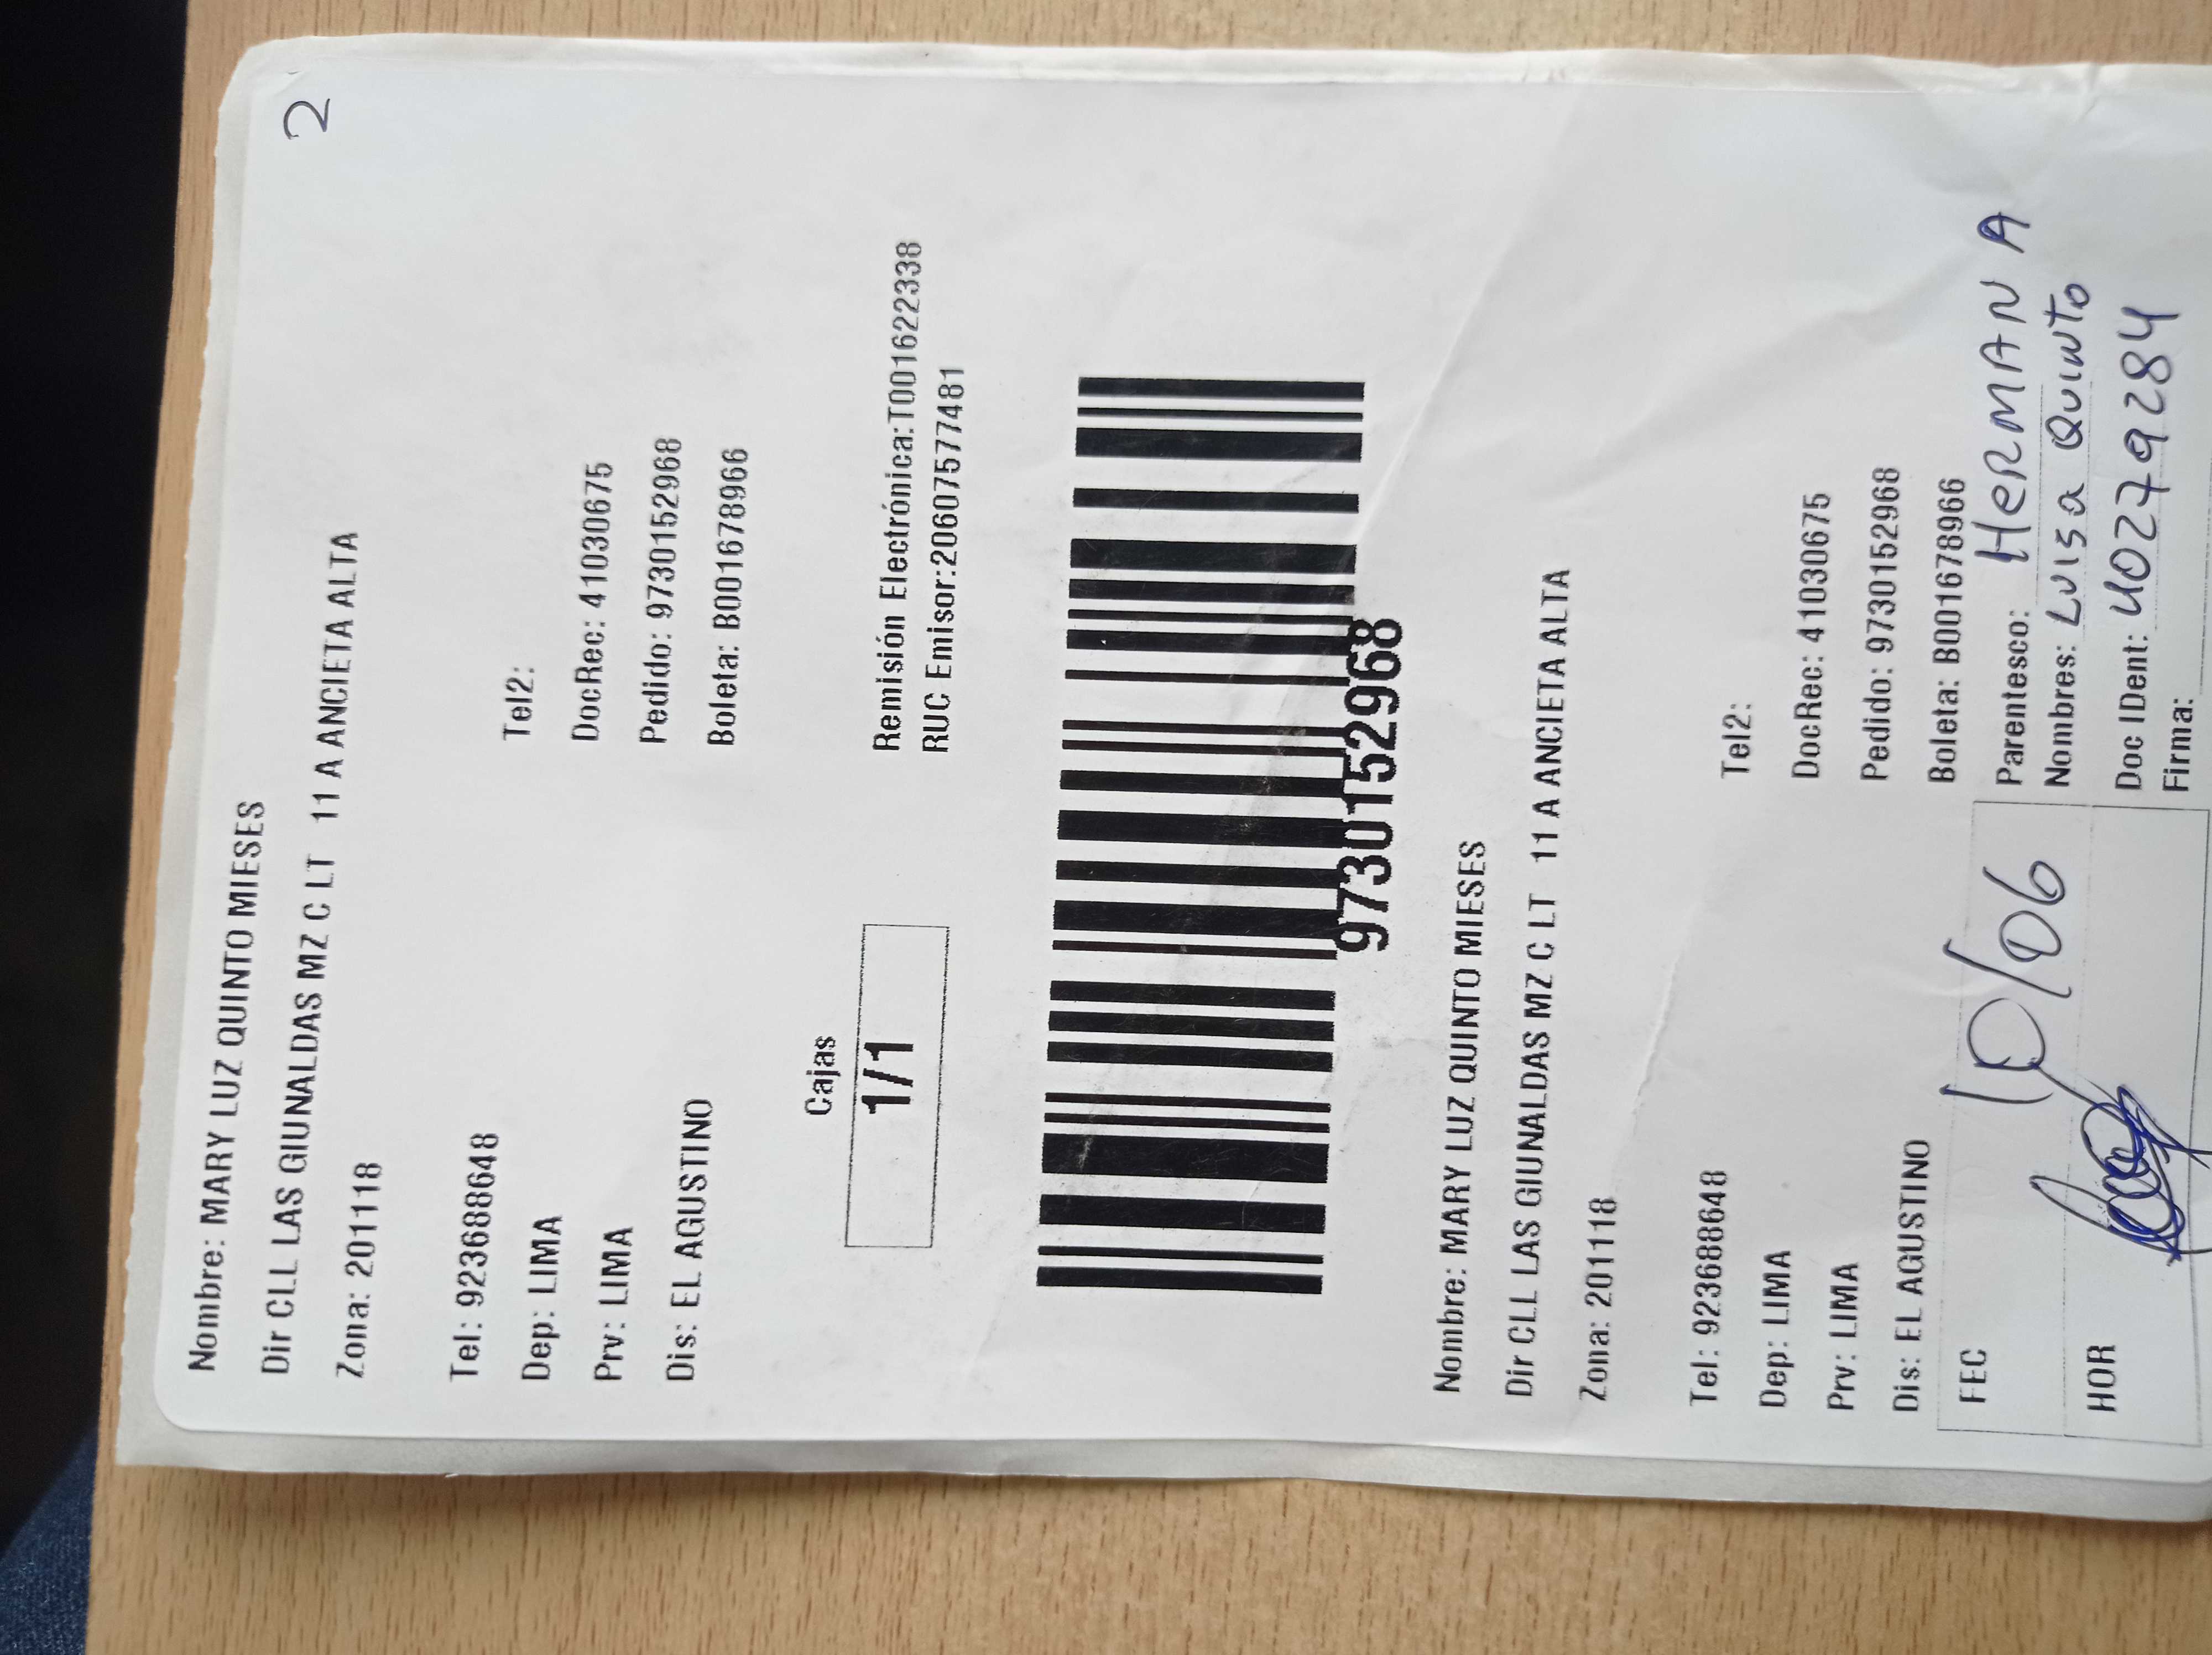 2
Nombre: MARY LUZ QUINTO MIESES
Dir CLL LAS GIUNALDAS MZ C LT 11 A ANCIETA ALTA
Zona: 201118
Tel: 923688648 Tel2:
Dep: LIMA DocRec: 41030675
Prv: LIMA Pedido: 9730152968
Dis: EL AGUSTINO Boleta: B001678966
Cajas
1/1
Remisión Electrónica:T001622338
RUC Emisor:20607577481
9730152968
Nombre: MARY LUZ QUINTO MIESES
Dir CLL LAS GIUNALDAS MZ C LT 11 A ANCIETA ALTA
Zona: 201118
Tel: 923688648 Tel2:
Dep: LIMA DocRec: 41030675
Prv: LIMA Pedido: 9730152968
Dis: EL AGUSTINO Boleta: B001678966
FEC 10/06 Parentesco: HERMANA
Nombres: Luisa Quinto
HOR Doc IDent: 40279284
Firma: